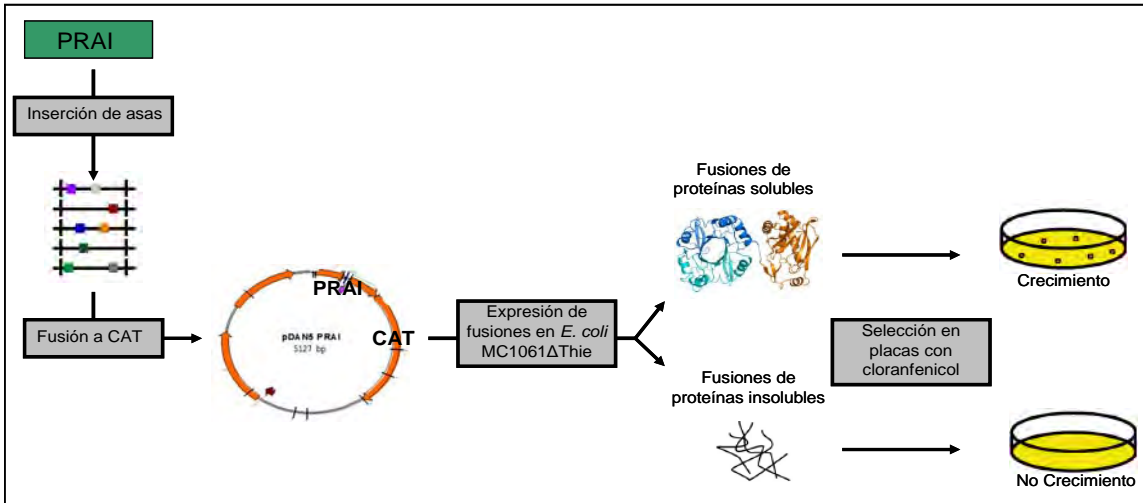 PRAI
Inserción de asas
Fusión a CAT
PRAI
pDAN5 PRAI
5127 bp
CAT
Expresión de
fusiones en E. coli
MC1061ΔThie
Fusiones de
proteínas solubles
Fusiones de
proteínas insolubles
Selección en
placas con
cloranfenicol
Crecimiento
No Crecimiento